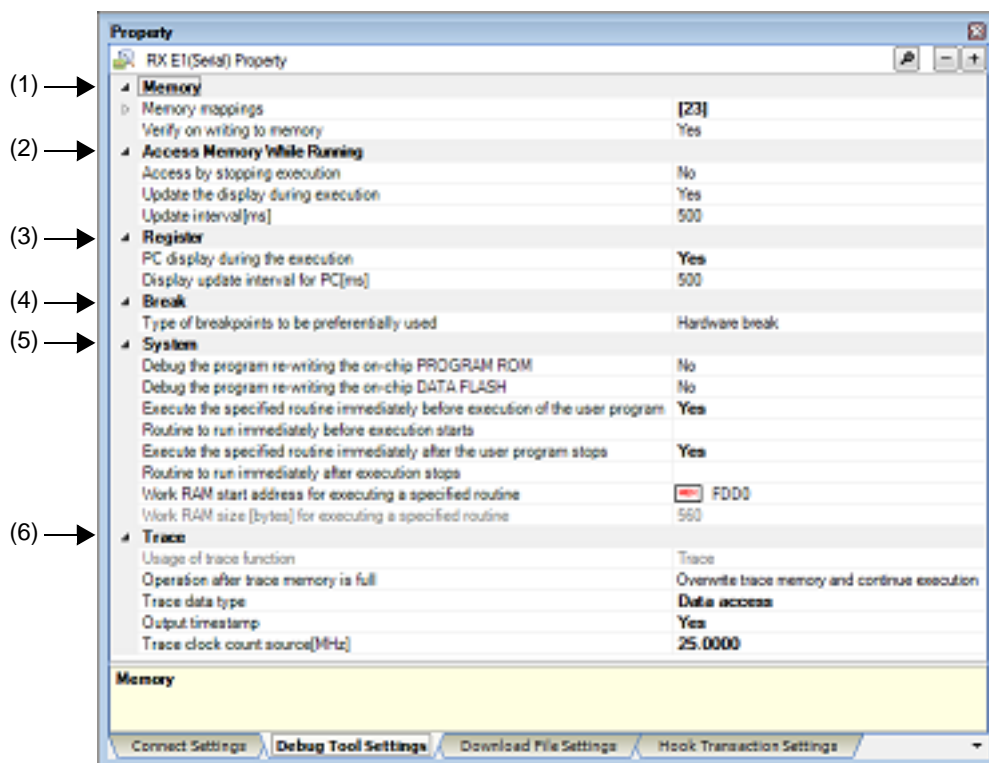 Property
RX E1(Serial) Property
(1) Memory
Memory mappings [23]
Verify on writing to memory Yes
(2) Access Memory While Running
Access by stopping execution No
Update the display during execution Yes
Update interval[ms] 500
(3) Register
PC display during the execution Yes
Display update interval for PC[ms] 500
(4) Break
Type of breakpoints to be preferentially used Hardware break
(5) System
Debug the program re-writing the on-chip PROGRAM ROM No
Debug the program re-writing the on-chip DATA FLASH No
Execute the specified routine immediately before execution of the user program Yes
Routine to run immediately before execution starts
Execute the specified routine immediately after the user program stops Yes
Routine to run immediately after execution stops
Work RAM start address for executing a specified routine FDD0
Work RAM size [bytes] for executing a specified routine 560
(6) Trace
Usage of trace function Trace
Operation after trace memory is full Overwrite trace memory and continue execution
Trace data type Data access
Output timestamp Yes
Trace clock count source[MHz] 25.0000
Memory
Connect Settings Debug Tool Settings Download File Settings Hook Transaction Settings